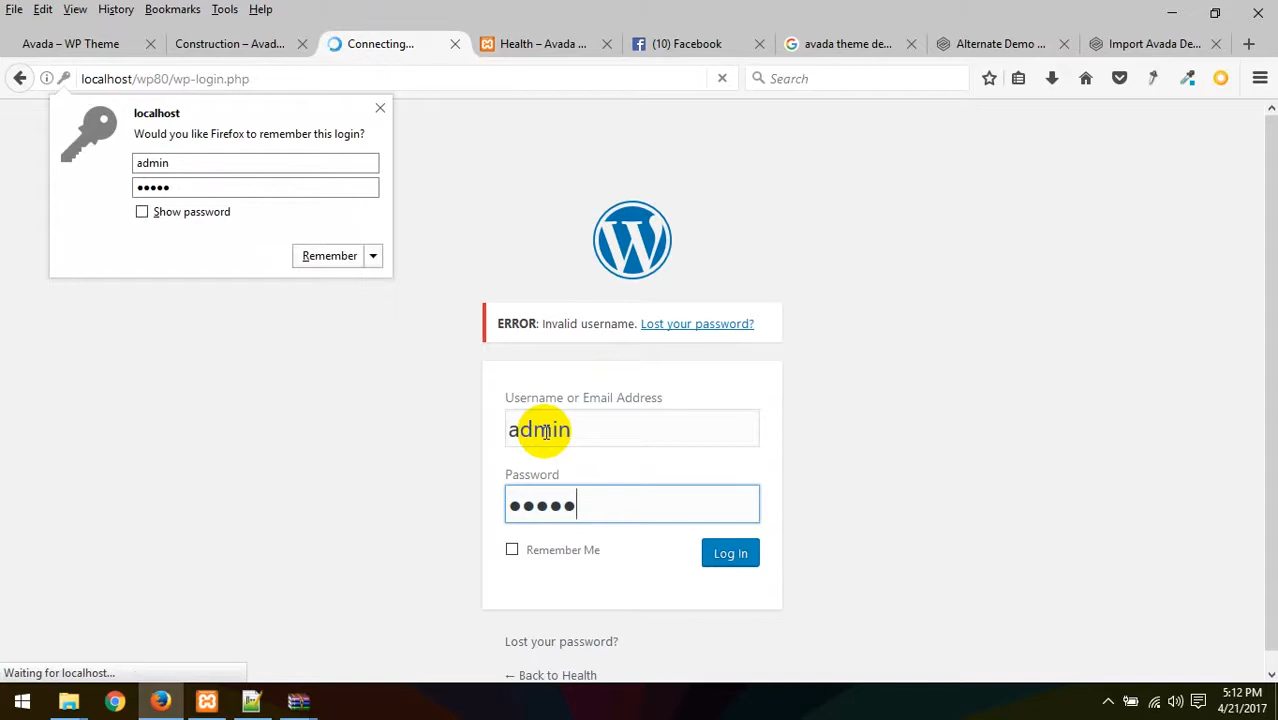 File Edit View History Bookmarks Tools Help
Avada – WP Theme
Construction – Avad...
Connecting...
Health – Avada ...
(10) Facebook
avada theme de...
Alternate Demo ...
Import Avada De...
localhost/wp80/wp-login.php
Search
localhost
Would you like Firefox to remember this login?
admin
●●●●●
Show password
Remember
ERROR: Invalid username. Lost your password?
Username or Email Address
admin
Password
●●●●●
Remember Me
Log In
Lost your password?
← Back to Health
Waiting for localhost...
5:12 PM
4/21/2017